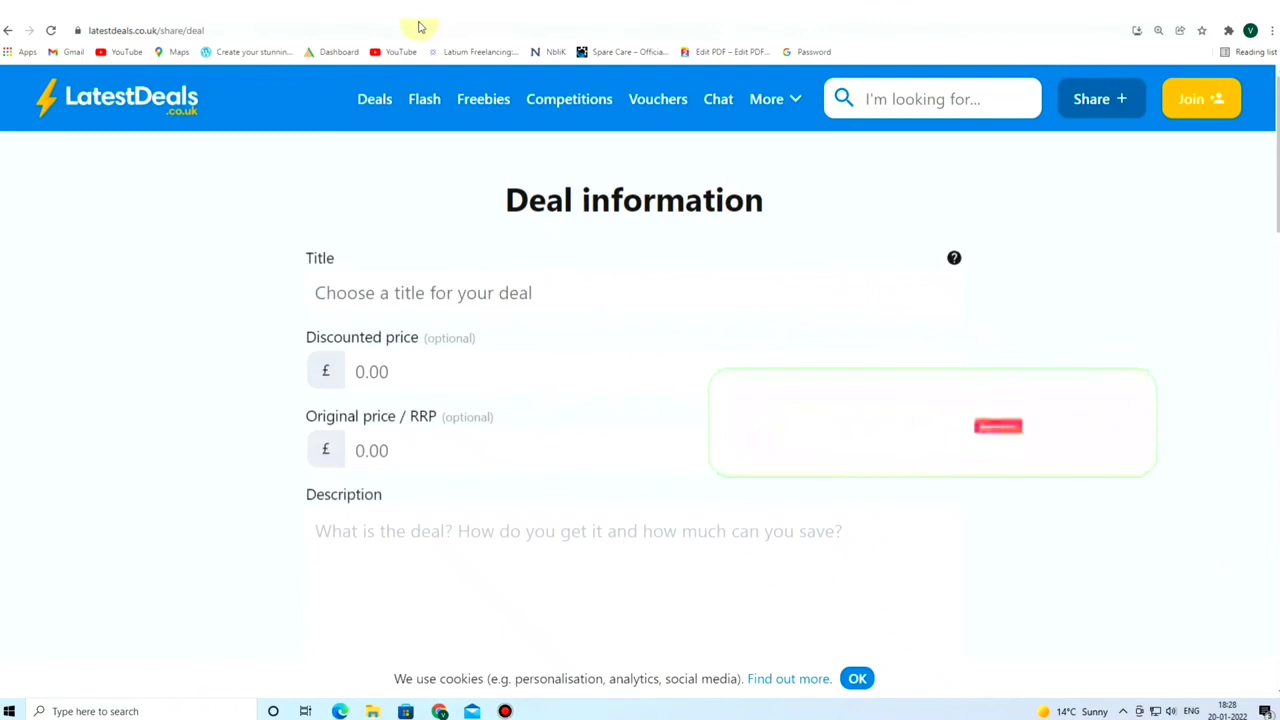 latestdeals.co.uk/share/deal
V
Apps Gmail YouTube Maps Create your stunnin... Dashboard YouTube Latium Freelancing:... NbliK Spare Care – Officia... Edit PDF – Edit PDF... Password Reading list
LatestDeals .co.uk Deals Flash Freebies Competitions Vouchers Chat More I'm looking for... Share + Join
Deal information
Title
Choose a title for your deal
Discounted price (optional)
£ 0.00
Original price / RRP (optional)
£ 0.00
Description
What is the deal? How do you get it and how much can you save?
We use cookies (e.g. personalisation, analytics, social media). Find out more. OK
Type here to search 14°C Sunny ENG 18:28
20-01-2022